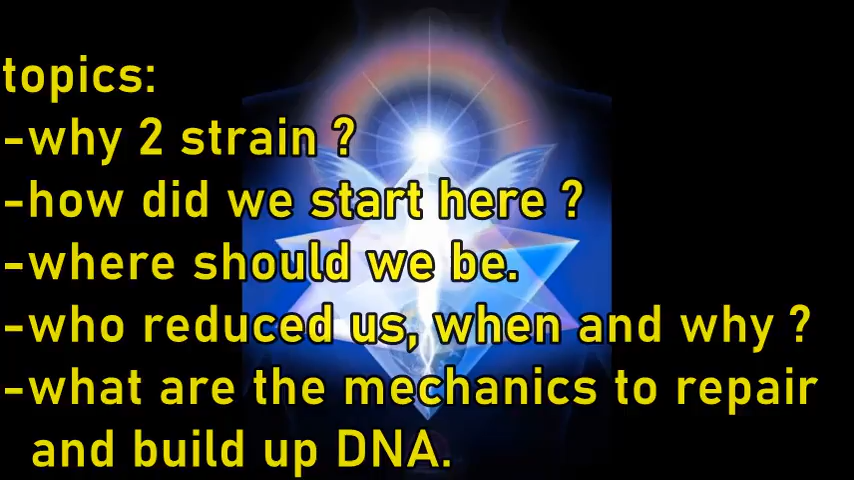 topics:
-why 2 strain ?
-how did we start here ?
-where should we be.
-who reduced us, when and why ?
-what are the mechanics to repair
and build up DNA.